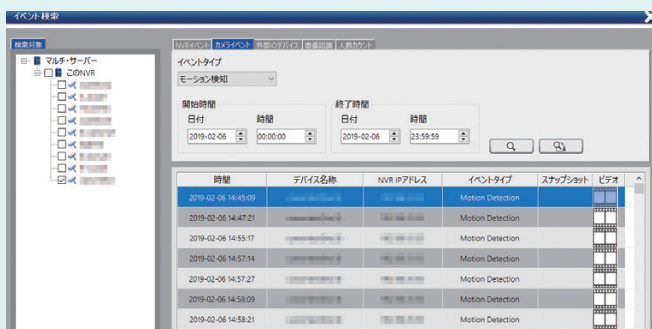 イベント検索
検索対象
マルチ・サーバー
このNVR
NVRイベント カメライベント 外部IOデバイス 車番認識 人数カウント
イベントタイプ
モーション検知
開始時間 終了時間
日付 時間 日付 時間
2019-02-06 00:00:00 2019-02-06 23:59:59
時間 デバイス名称 NVR IPアドレス イベントタイプ スナップショット ビデオ
2019-02-06 14:45:09 Motion Detection
2019-02-06 14:47:21 Motion Detection
2019-02-06 14:55:17 Motion Detection
2019-02-06 14:57:14 Motion Detection
2019-02-06 14:57:27 Motion Detection
2019-02-06 14:58:09 Motion Detection
2019-02-06 14:58:21 Motion Detection